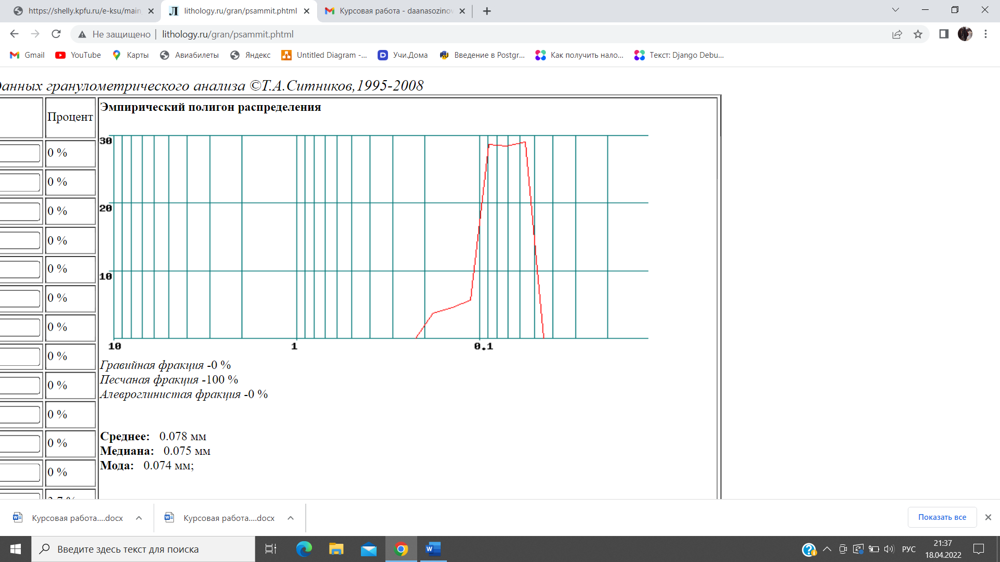 https://shelly.kpfu.ru/e-ksu/main
lithology.ru/gran/psammit.phtml
Курсовая работа - daanasozinov
Не защищено
lithology.ru/gran/psammit.phtml
Gmail
YouTube
Карты
Авиабилеты
Яндекс
Untitled Diagram -...
Учи.Дома
Введение в Postgr...
Как получить нало...
Текст: Django Debu...
данных гранулометрического анализа ©Т.А.Ситников,1995-2008
Процент
0 %
0 %
0 %
0 %
0 %
0 %
0 %
0 %
0 %
0 %
0 %
0 %
Эмпирический полигон распределения
30
20
10
10
1
0.1
Гравийная фракция -0 %
Песчаная фракция -100 %
Алевроглинистая фракция -0 %
Среднее: 0.078 мм
Медиана: 0.075 мм
Мода: 0.074 мм;
Курсовая работа....docx
Курсовая работа....docx
Показать все
Введите здесь текст для поиска
РУС
21:37
18.04.2022